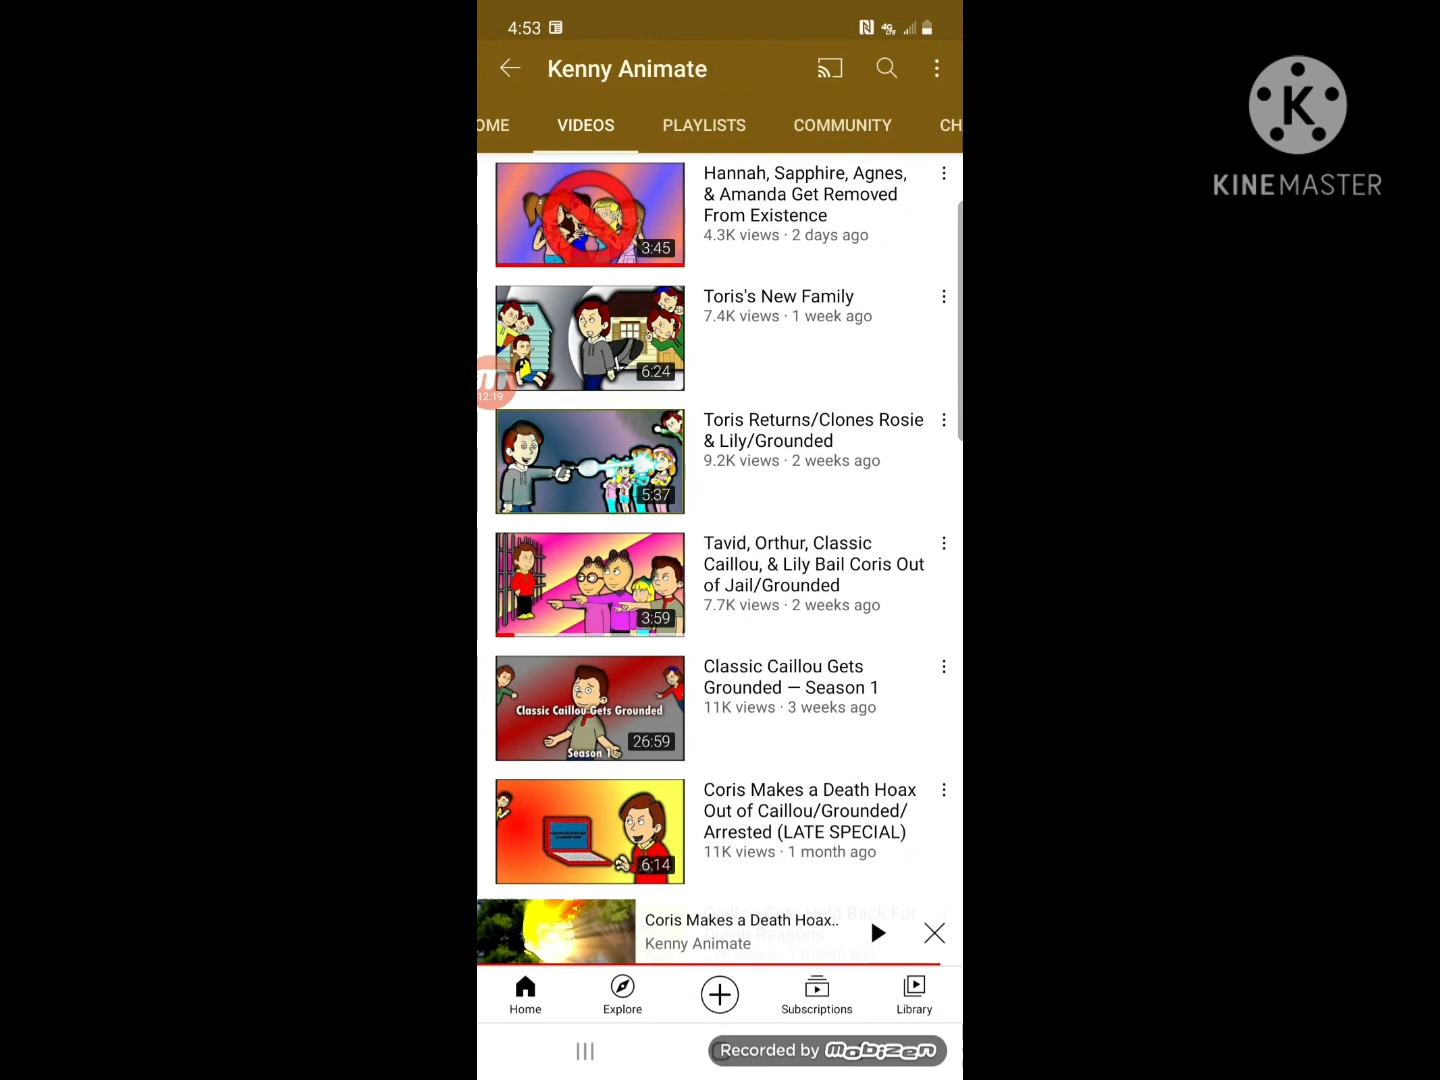 4:53
4G
Kenny Animate
OME VIDEOS PLAYLISTS COMMUNITY CH
Hannah, Sapphire, Agnes,
& Amanda Get Removed
From Existence
4.3K views · 2 days ago
3:45
Toris's New Family
7.4K views · 1 week ago
6:24
12:19
Toris Returns/Clones Rosie
& Lily/Grounded
9.2K views · 2 weeks ago
5:37
Tavid, Orthur, Classic
Caillou, & Lily Bail Coris Out
of Jail/Grounded
7.7K views · 2 weeks ago
3:59
Classic Caillou Gets
Grounded — Season 1
11K views · 3 weeks ago
Classic Caillou Gets Grounded
Season 1
26:59
Coris Makes a Death Hoax
Out of Caillou/Grounded/
Arrested (LATE SPECIAL)
11K views · 1 month ago
6:14
Coris Makes a Death Hoax..
Kenny Animate
Home Explore Subscriptions Library
Recorded by mobizen
K
KINEMASTER